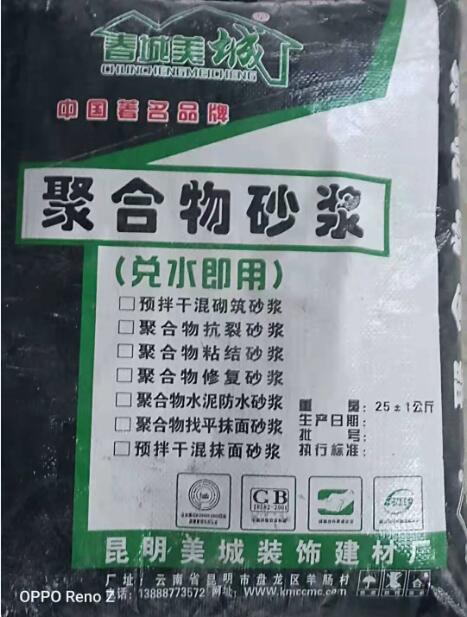 春城美城
CHUNCHENGMEICHENG
中国著名品牌
聚合物砂浆
(兑水即用)
□预拌干混砌筑砂浆
□聚合物抗裂砂浆
□聚合物粘结砂浆
□聚合物修复砂浆
□聚合物水泥防水砂浆
□聚合物找平抹面砂浆
□预拌干混抹面砂浆
重 量: 25±1公斤
生产日期:
批 号:
执行标准:
GB
昆明美城装饰建材厂
厂址: 云南省昆明市盘龙区羊肠村
电话: 13888773572 网址: www.kmccmc.com
OPPO Reno Z